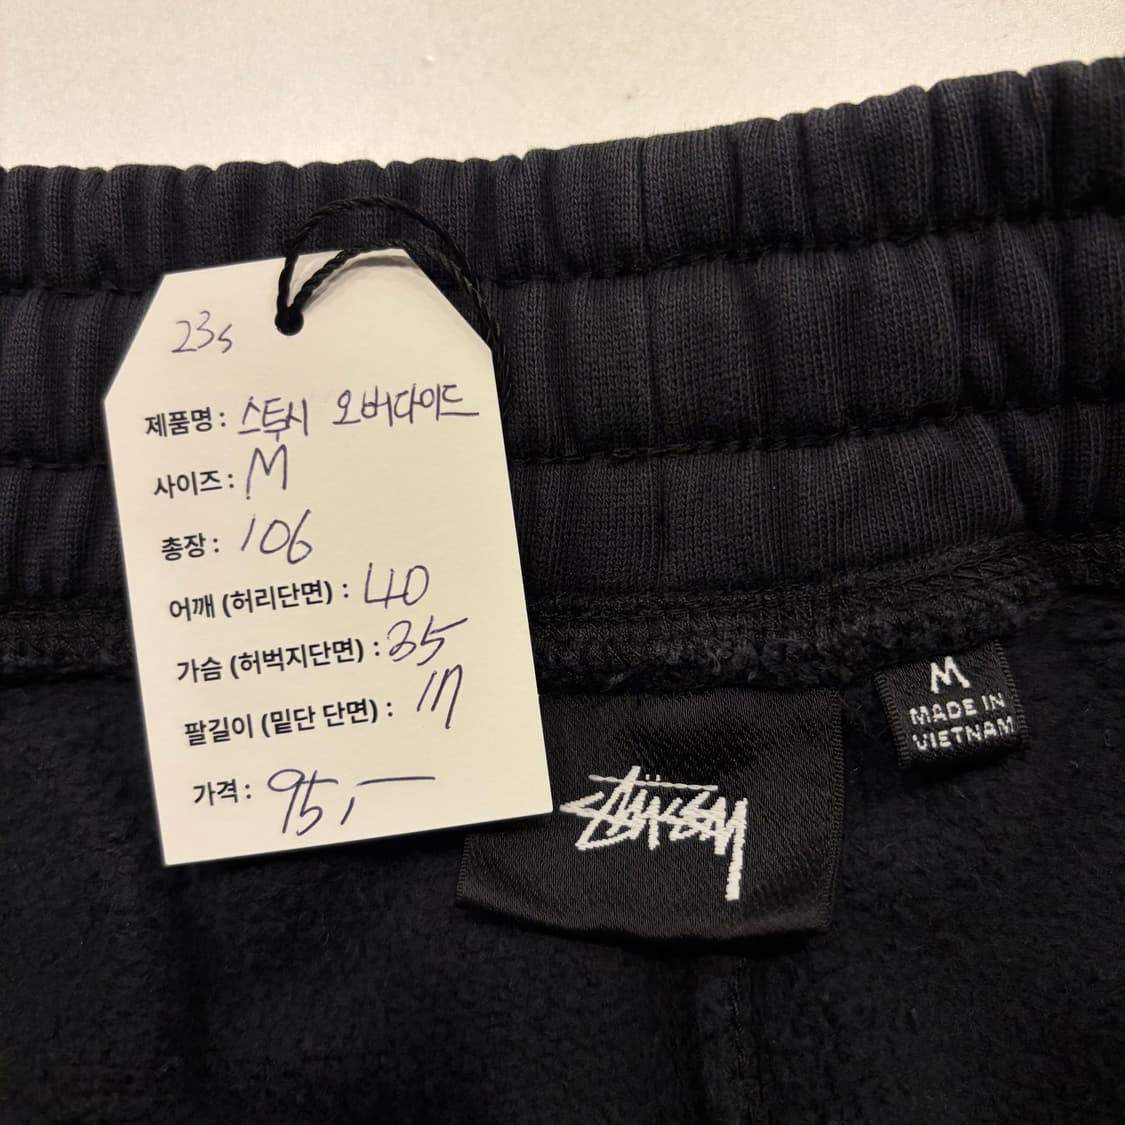 23s
제품명 : 스투시 오버다이드
사이즈 : M
총장 : 106
어깨 (허리단면) : 40
가슴 (허벅지단면) : 35
팔길이 (밑단 단면) : 17
가격 : 95,-
M
MADE IN
VIETNAM
STÜSSY